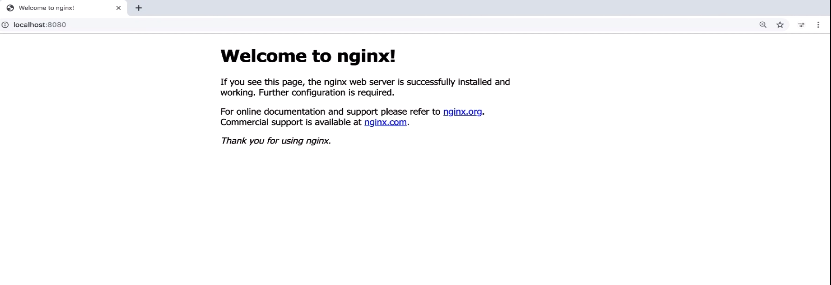 Welcome to nginx!
localhost:8080
Welcome to nginx!
If you see this page, the nginx web server is successfully installed and
working. Further configuration is required.
For online documentation and support please refer to nginx.org.
Commercial support is available at nginx.com.
Thank you for using nginx.